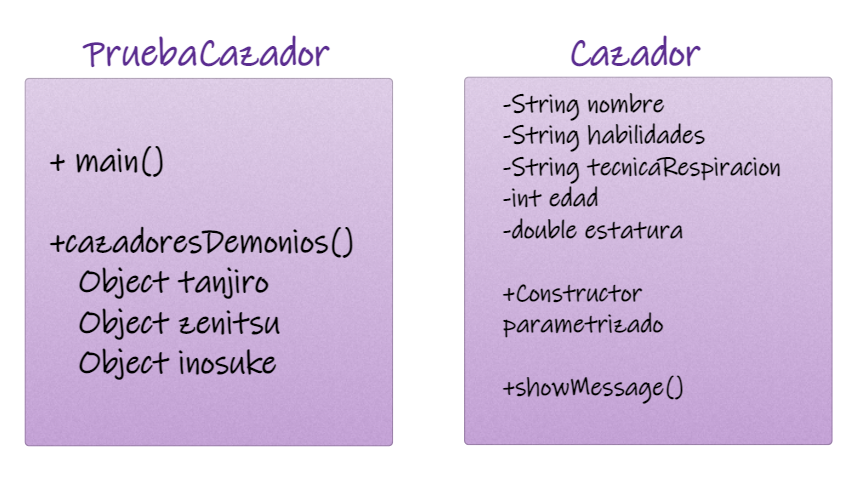 PruebaCazador
+ main()
+cazadoresDemonios()
Object tanjiro
Object zenitsu
Object inosuke
Cazador
-String nombre
-String habilidades
-String tecnicaRespiracion
-int edad
-double estatura
+Constructor
parametrizado
+showMessage()